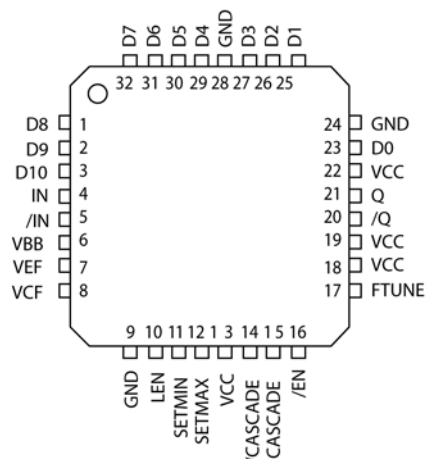 D7 D6 D5 D4 GND D3 D2 D1
32 31 30 29 28 27 26 25
D8 1 24 GND
D9 2 23 D0
D10 3 22 VCC
IN 4 21 Q
/IN 5 20 /Q
VBB 6 19 VCC
VEF 7 18 VCC
VCF 8 17 FTUNE
9 10 11 12 1 3 14 1 5 16
GND LEN SETMIN SETMAX VCC CASCADE CASCADE /EN